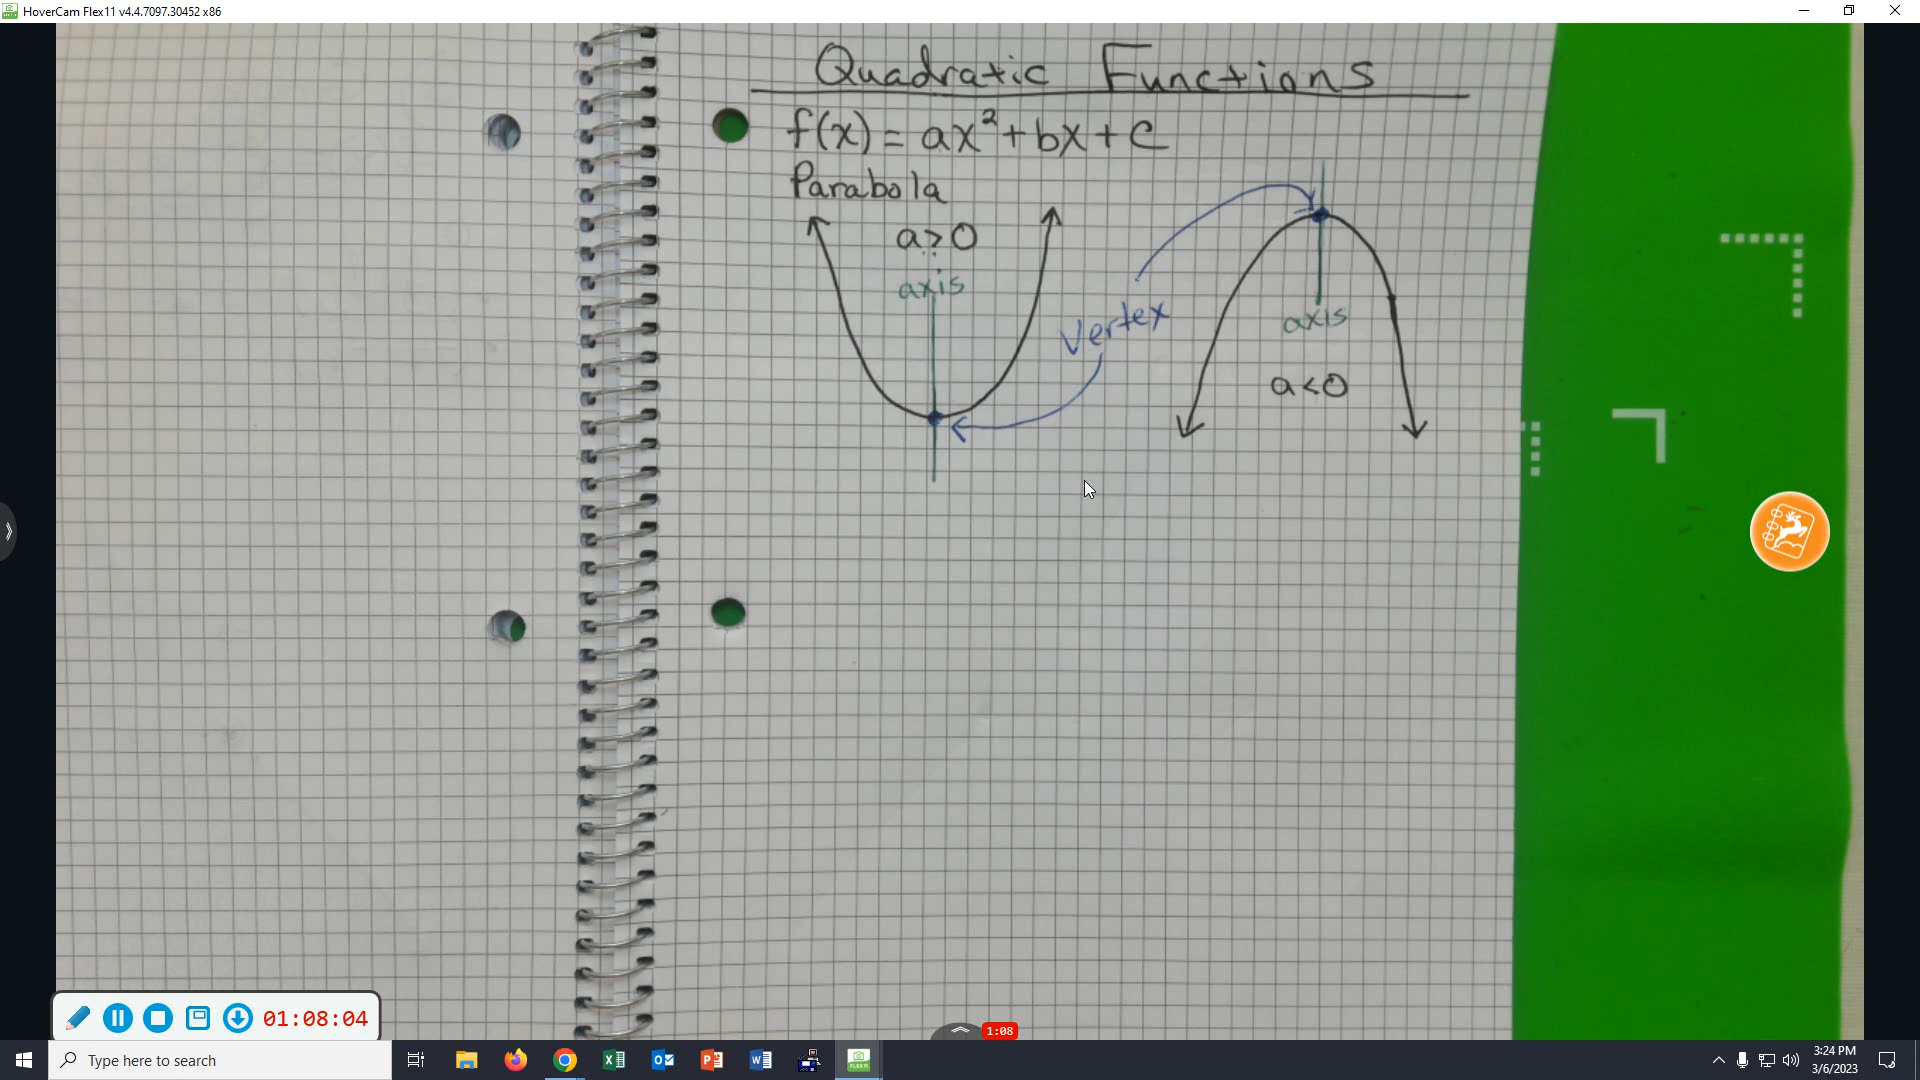 HoverCam Flex11 v4.4.7097.30452 x86
Quadratic Functions
f(x) = ax²+bx+c
Parabola
a>0
axis
Vertex
axis
a<0
01:08:04
1:08
Type here to search
3:24 PM
3/6/2023